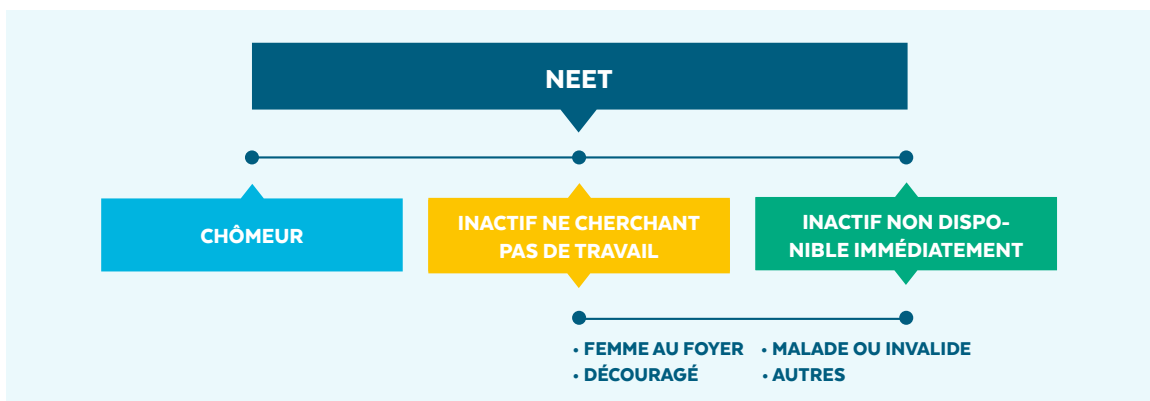 NEET
CHÔMEUR
INACTIF NE CHERCHANT
PAS DE TRAVAIL
INACTIF NON DISPO-
NIBLE IMMÉDIATEMENT
• FEMME AU FOYER
• DÉCOURAGÉ
• MALADE OU INVALIDE
• AUTRES